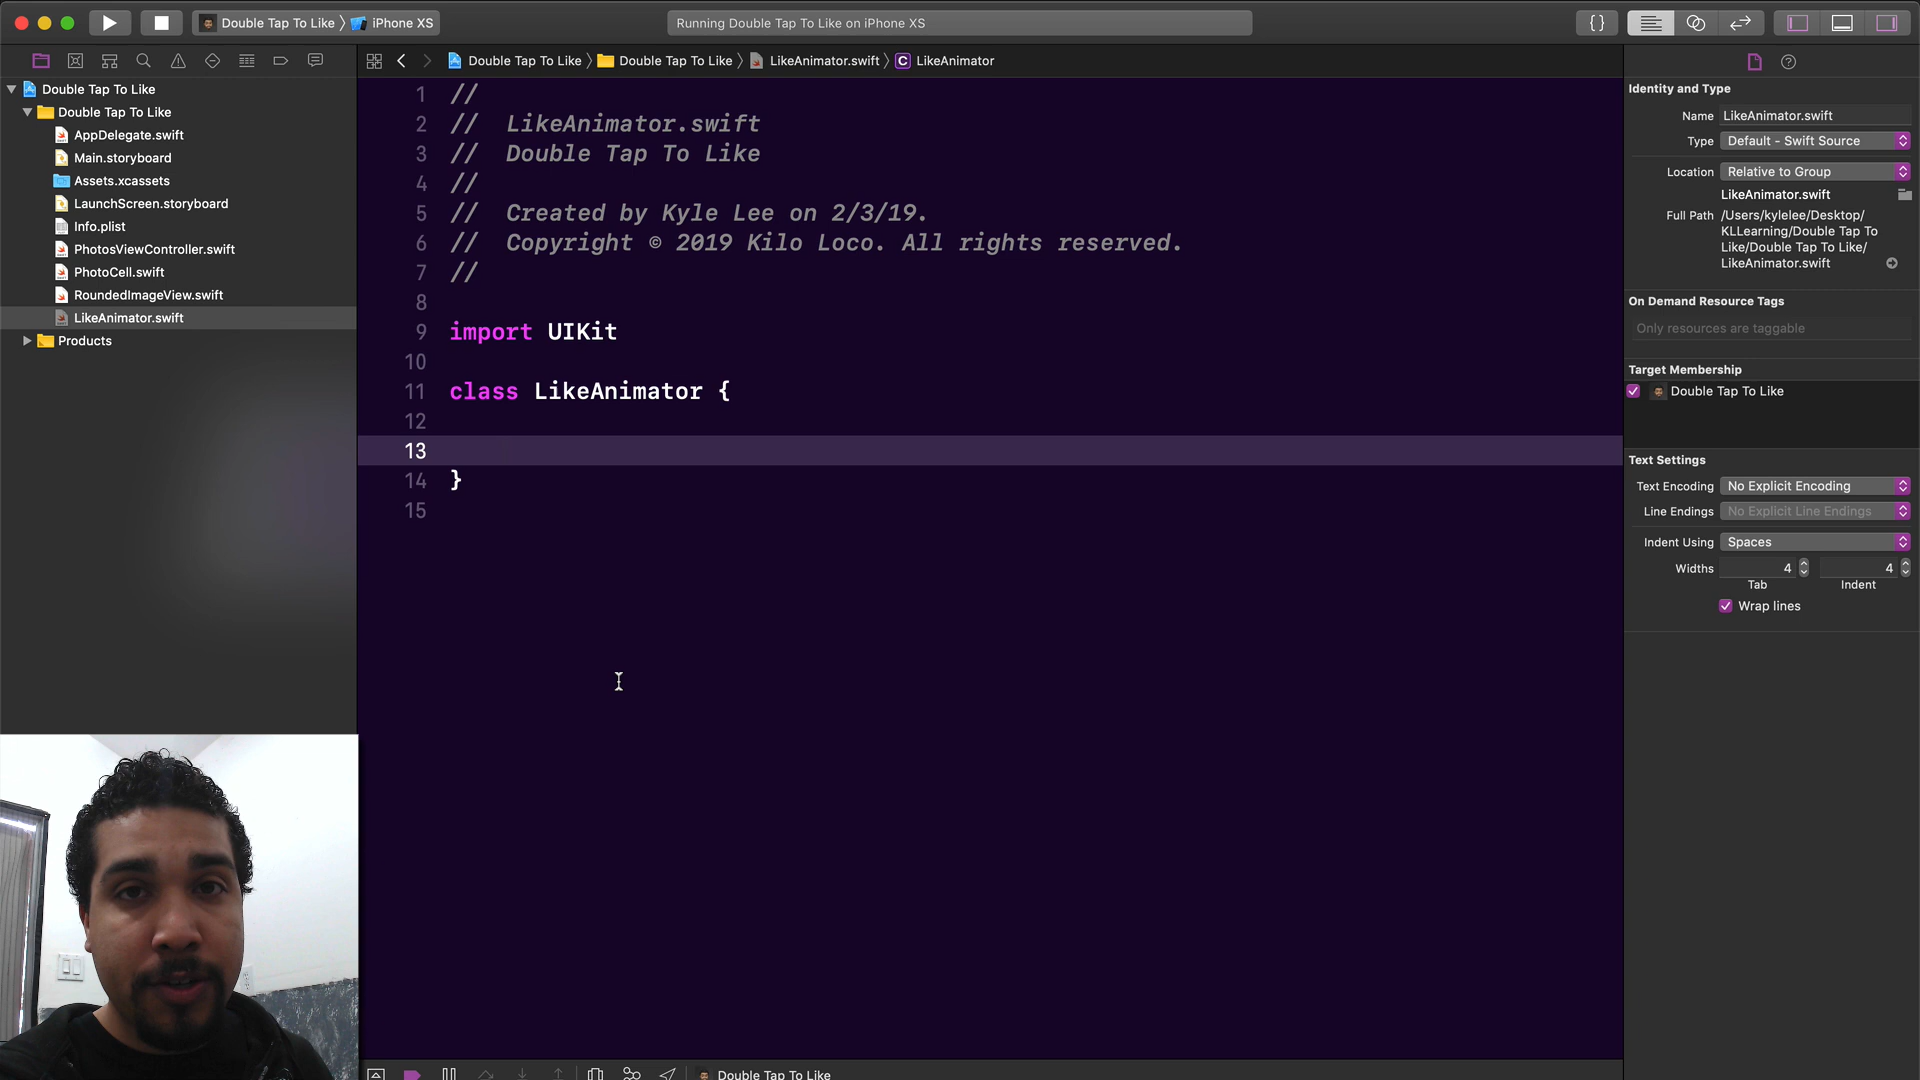 Double Tap To Like 〉 iPhone XS
Running Double Tap To Like on iPhone XS
{ }
Double Tap To Like 〉 Double Tap To Like 〉 LikeAnimator.swift 〉 C LikeAnimator
Double Tap To Like
Double Tap To Like
AppDelegate.swift
Main.storyboard
Assets.xcassets
LaunchScreen.storyboard
Info.plist
PhotosViewController.swift
PhotoCell.swift
RoundedImageView.swift
LikeAnimator.swift
Products
1 //
2 // LikeAnimator.swift
3 // Double Tap To Like
4 //
5 // Created by Kyle Lee on 2/3/19.
6 // Copyright © 2019 Kilo Loco. All rights reserved.
7 //
8
9 import UIKit
10
11 class LikeAnimator {
12
13
14 }
15
Identity and Type
Name LikeAnimator.swift
Type Default - Swift Source
Location Relative to Group
LikeAnimator.swift
Full Path /Users/kylelee/Desktop/
KLLearning/Double Tap To
Like/Double Tap To Like/
LikeAnimator.swift
On Demand Resource Tags
Only resources are taggable
Target Membership
Double Tap To Like
Text Settings
Text Encoding No Explicit Encoding
Line Endings No Explicit Line Endings
Indent Using Spaces
Widths 4 4
Tab Indent
Wrap lines
Double Tap To Like